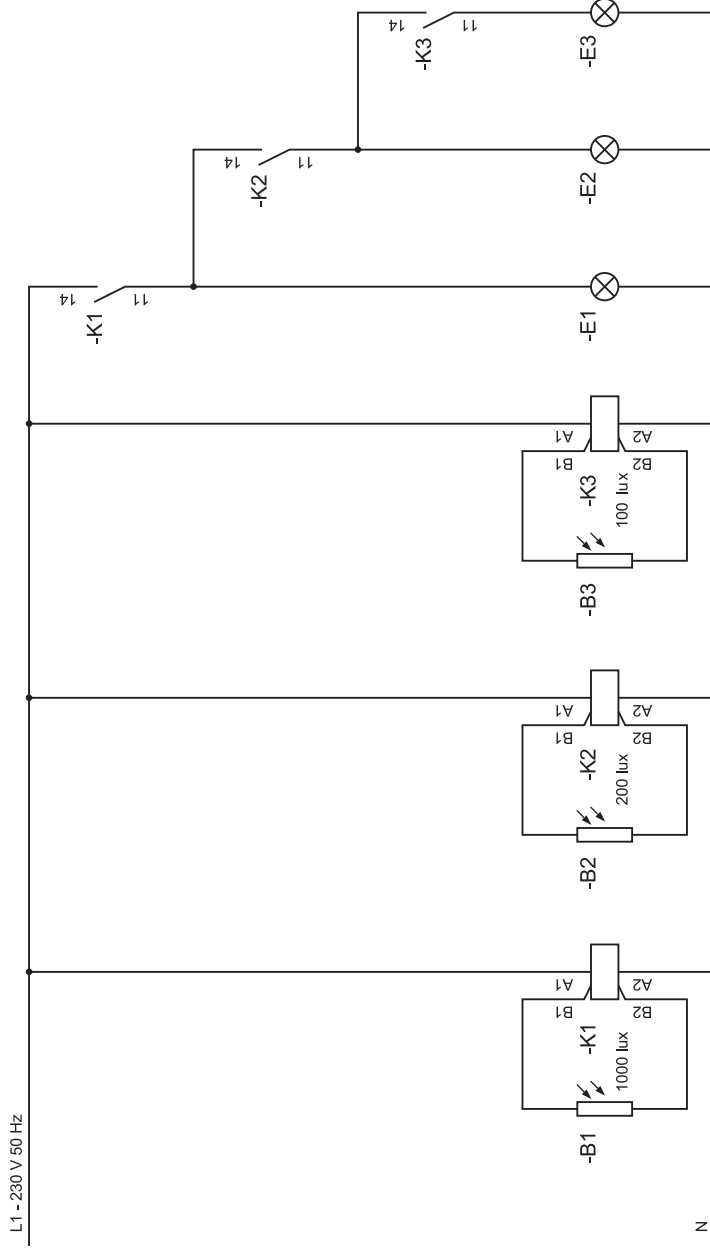 L1 - 230 V 50 Hz
N
-B1
-K1
1000 lux
B1
A1
B2
A2
-B2
-K2
200 lux
B1
A1
B2
A2
-B3
-K3
100 lux
B1
A1
B2
A2
-K1
14
11
-E1
-K2
14
11
-E2
-K3
14
11
-E3